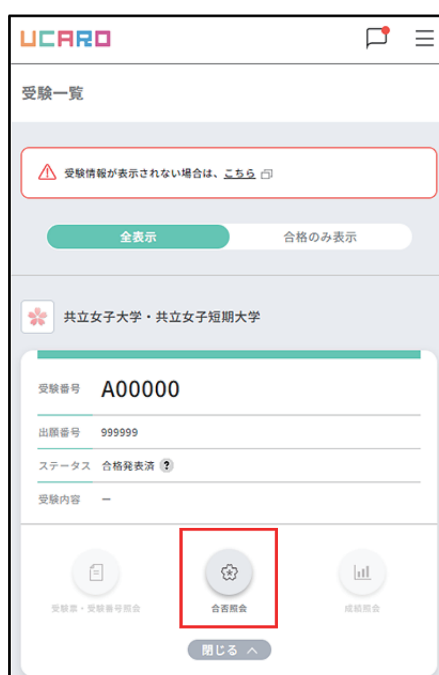 UCARO
受験一覧
受験情報が表示されない場合は、こちら
全表示 合格のみ表示
共立女子大学・共立女子短期大学
受験番号 A00000
出願番号 999999
ステータス 合格発表済 ?
受験内容 ー
受験票・受験番号照会 合否照会 成績照会
閉じる